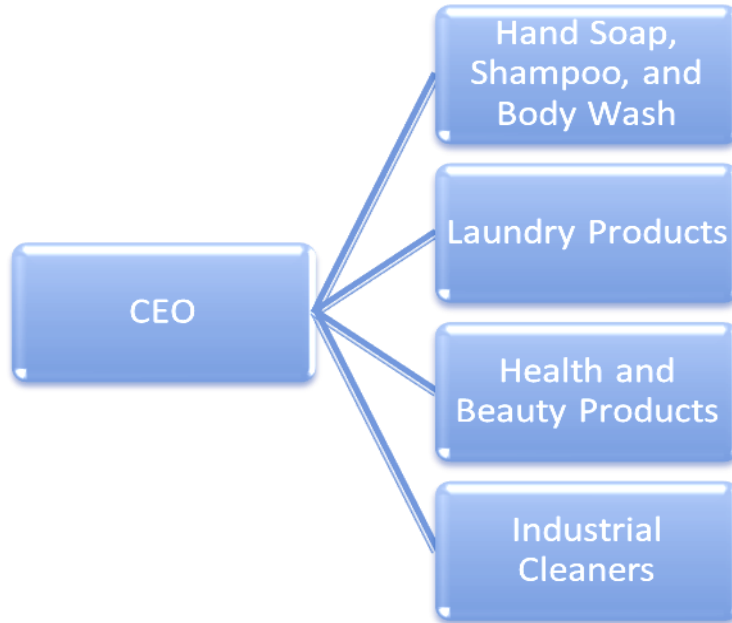 CEO
Hand Soap,
Shampoo, and
Body Wash
Laundry Products
Health and
Beauty Products
Industrial
Cleaners